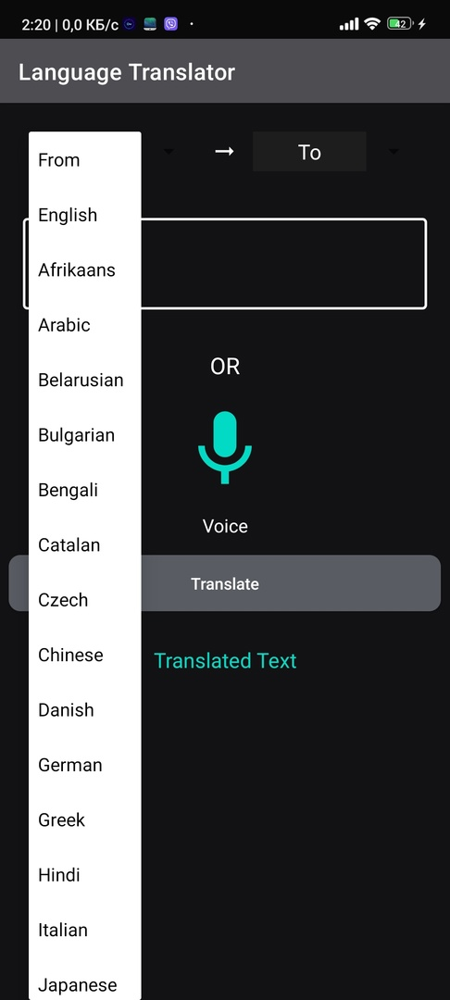 2:20 | 0,0 КБ/с
42
Language Translator
From
To
English
Afrikaans
Arabic
OR
Belarusian
Bulgarian
Bengali
Voice
Catalan
Translate
Czech
Chinese
Translated Text
Danish
German
Greek
Hindi
Italian
Japanese